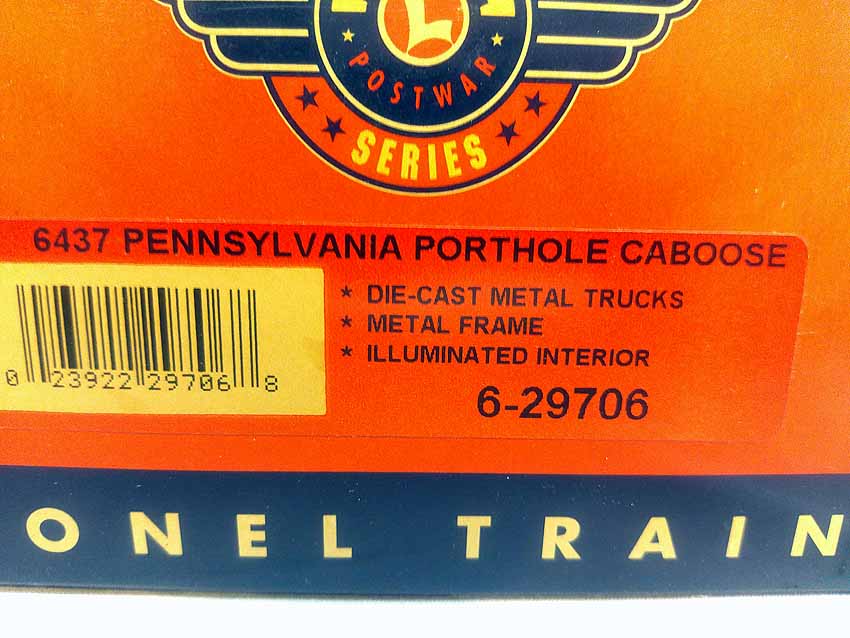 L
POSTWAR
SERIES
6437 PENNSYLVANIA PORTHOLE CABOOSE
* DIE-CAST METAL TRUCKS
* METAL FRAME
* ILLUMINATED INTERIOR
6-29706
0 23922 29706 8
ONEL TRAIN